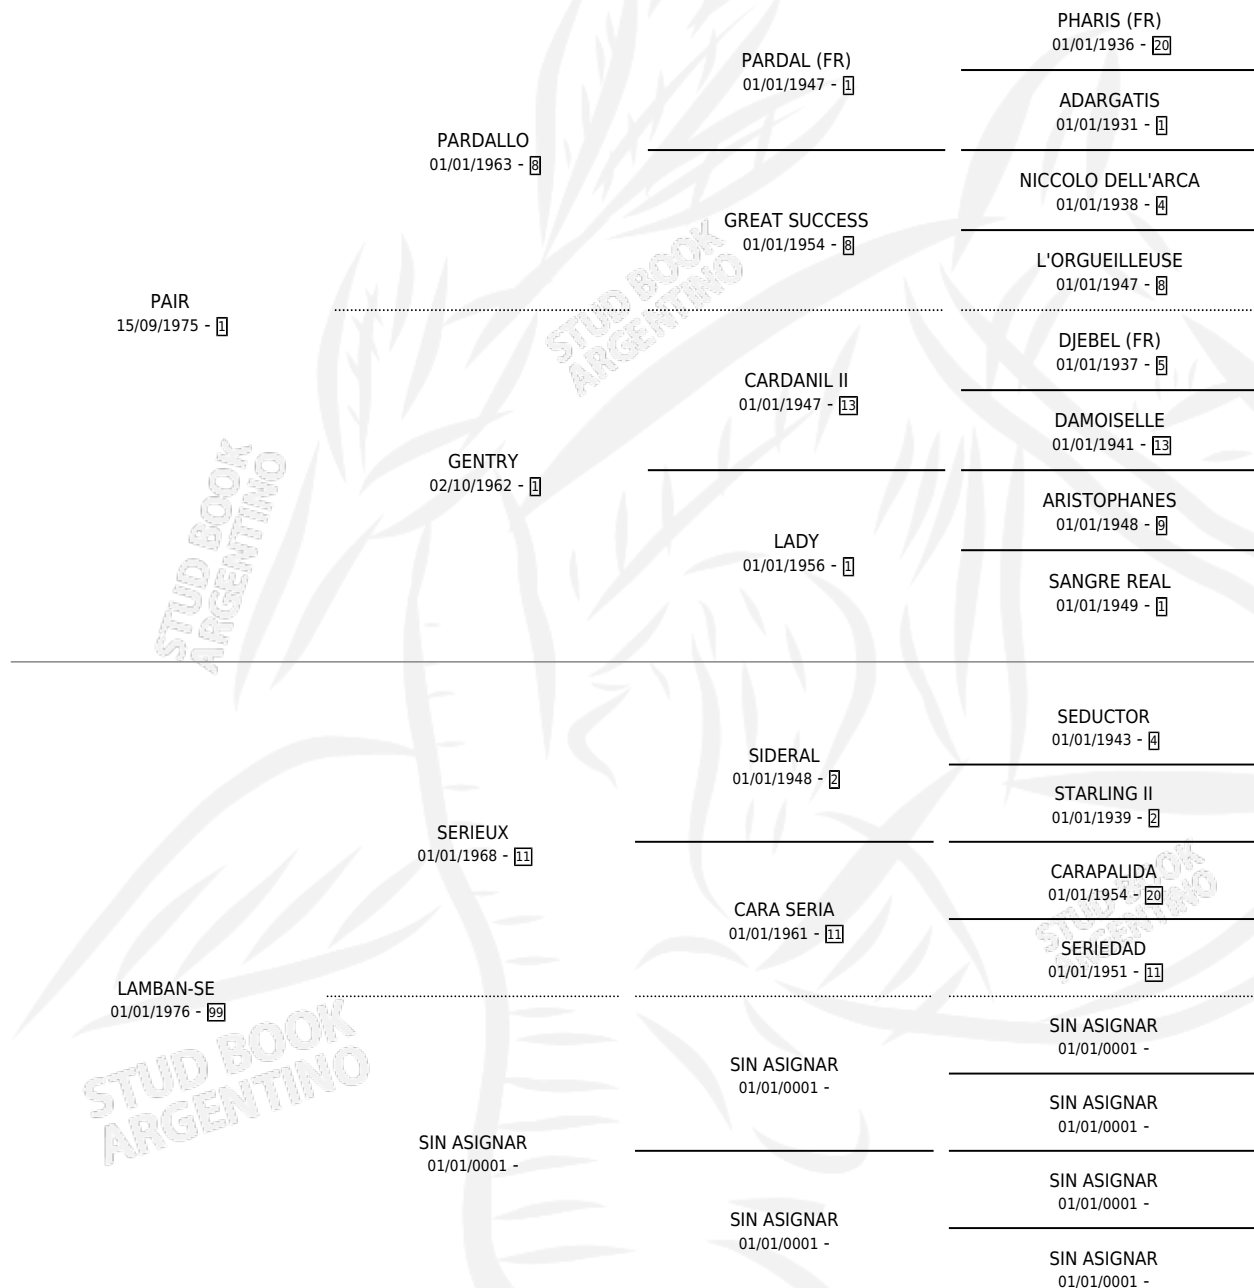 PHARIS (FR)
01/01/1936 - 20
PARDAL (FR)
01/01/1947 - 1
ADARGATIS
01/01/1931 - 1
PARDALLO
01/01/1963 - 8
NICCOLO DELL'ARCA
01/01/1938 - 4
GREAT SUCCESS
01/01/1954 - 8
L'ORGUEILLEUSE
01/01/1947 - 8
PAIR
15/09/1975 - 1
DJEBEL (FR)
01/01/1937 - 5
CARDANIL II
01/01/1947 - 13
DAMOISELLE
01/01/1941 - 13
GENTRY
02/10/1962 - 1
ARISTOPHANES
01/01/1948 - 9
LADY
01/01/1956 - 1
SANGRE REAL
01/01/1949 - 1
SEDUCTOR
01/01/1943 - 4
SIDERAL
01/01/1948 - 2
STARLING II
01/01/1939 - 2
SERIEUX
01/01/1968 - 11
CARAPALIDA
01/01/1954 - 20
CARA SERIA
01/01/1961 - 11
SERIEDAD
01/01/1951 - 11
LAMBAN-SE
01/01/1976 - 99
SIN ASIGNAR
01/01/0001 -
SIN ASIGNAR
01/01/0001 -
SIN ASIGNAR
01/01/0001 -
SIN ASIGNAR
01/01/0001 -
SIN ASIGNAR
01/01/0001 -
SIN ASIGNAR
01/01/0001 -
SIN ASIGNAR
01/01/0001 -
STUD BOOK
ARGENTINO
STUD BOOK
ARGENTINO
STUD BOOK
ARGENTINO
STUD BOOK
ARGENTINO